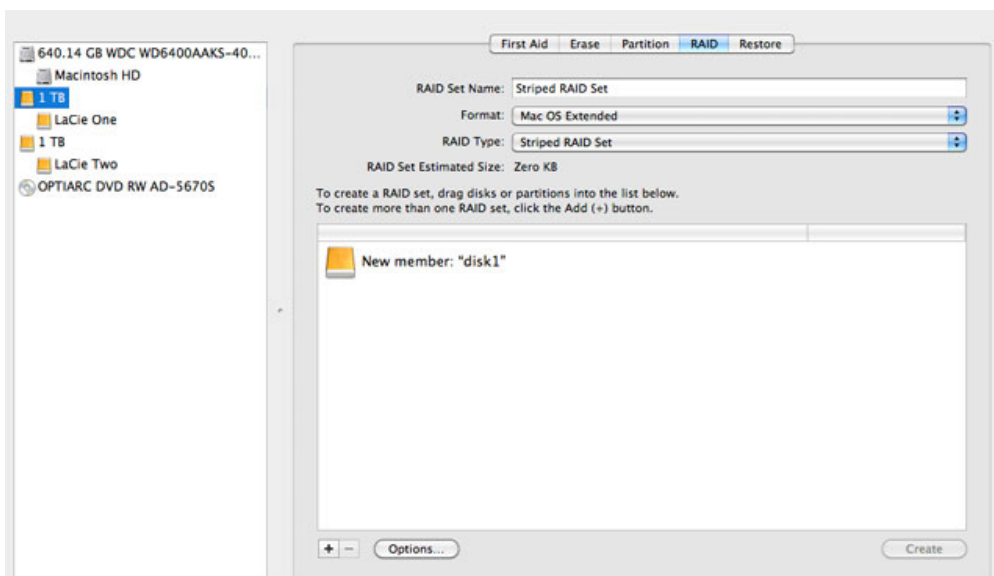 640.14 GB WDC WD6400AAKS-40...
Macintosh HD
1 TB
LaCie One
1 TB
LaCie Two
OPTIARC DVD RW AD-5670S
First Aid Erase Partition RAID Restore
RAID Set Name: Striped RAID Set
Format: Mac OS Extended
RAID Type: Striped RAID Set
RAID Set Estimated Size: Zero KB
To create a RAID set, drag disks or partitions into the list below.
To create more than one RAID set, click the Add (+) button.
New member: "disk1"
+ - Options... Create